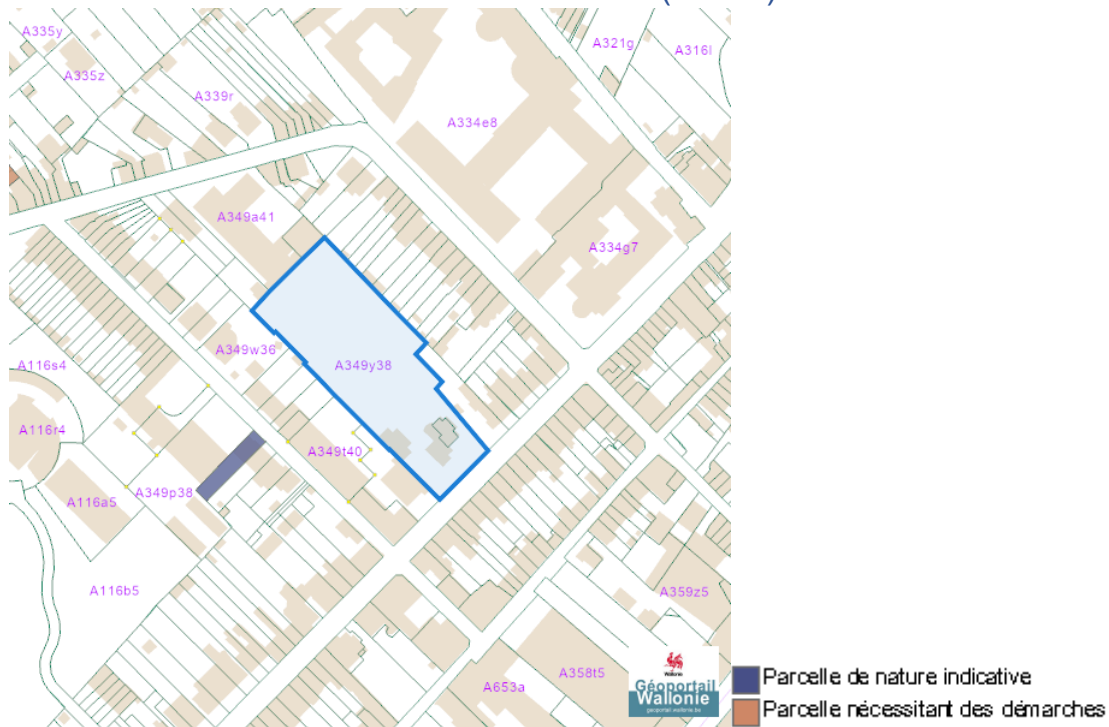 A335y
A335z
A339r
A321g
A316l
A334e8
A349a41
A334g7
A349w36
A349y38
A116s4
A116r4
A349t40
A349p38
A116a5
A116b5
A359z5
A358t5
A653a
Wallonie
Géoportail
Wallonie
geoportail.wallonie.be
Parcelle de nature indicative
Parcelle nécessitant des démarches